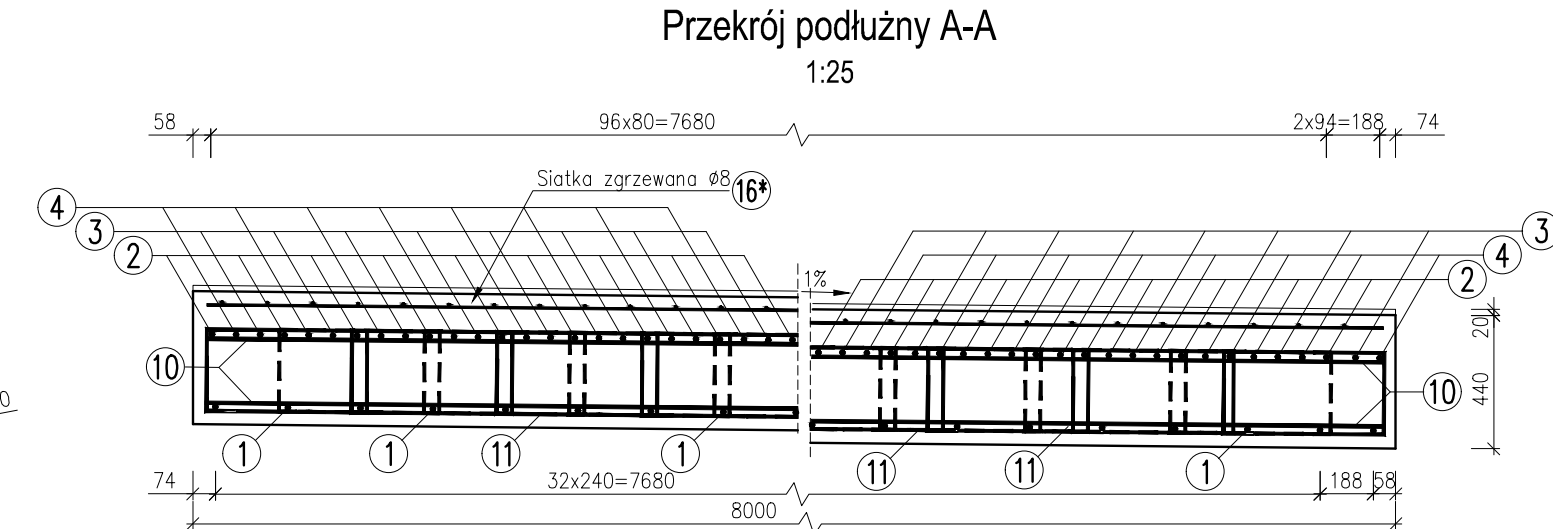 Przekrój podłużny A-A
1:25
58 96x80=7680 2x94=188 74
Siatka zgrzewana ø8 16*
4
3
2
3
4
2
1%
20
440
10
10
0
1 1 11 1 11 11 1
74 32x240=7680 188 58
8000